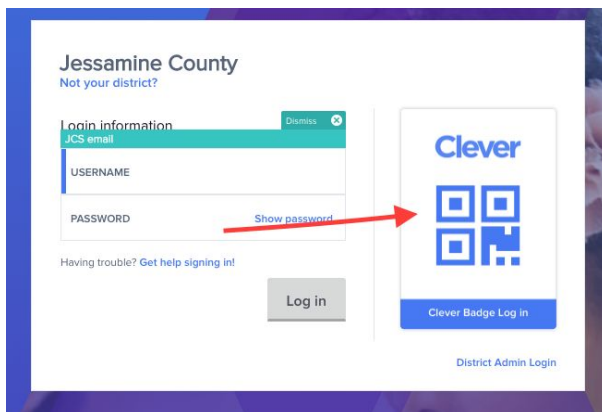 Jessamine County
Not your district?
Login information
Dismiss
JCS email
USERNAME
PASSWORD
Show password
Having trouble? Get help signing in!
Log in
Clever
Clever Badge Log in
District Admin Login